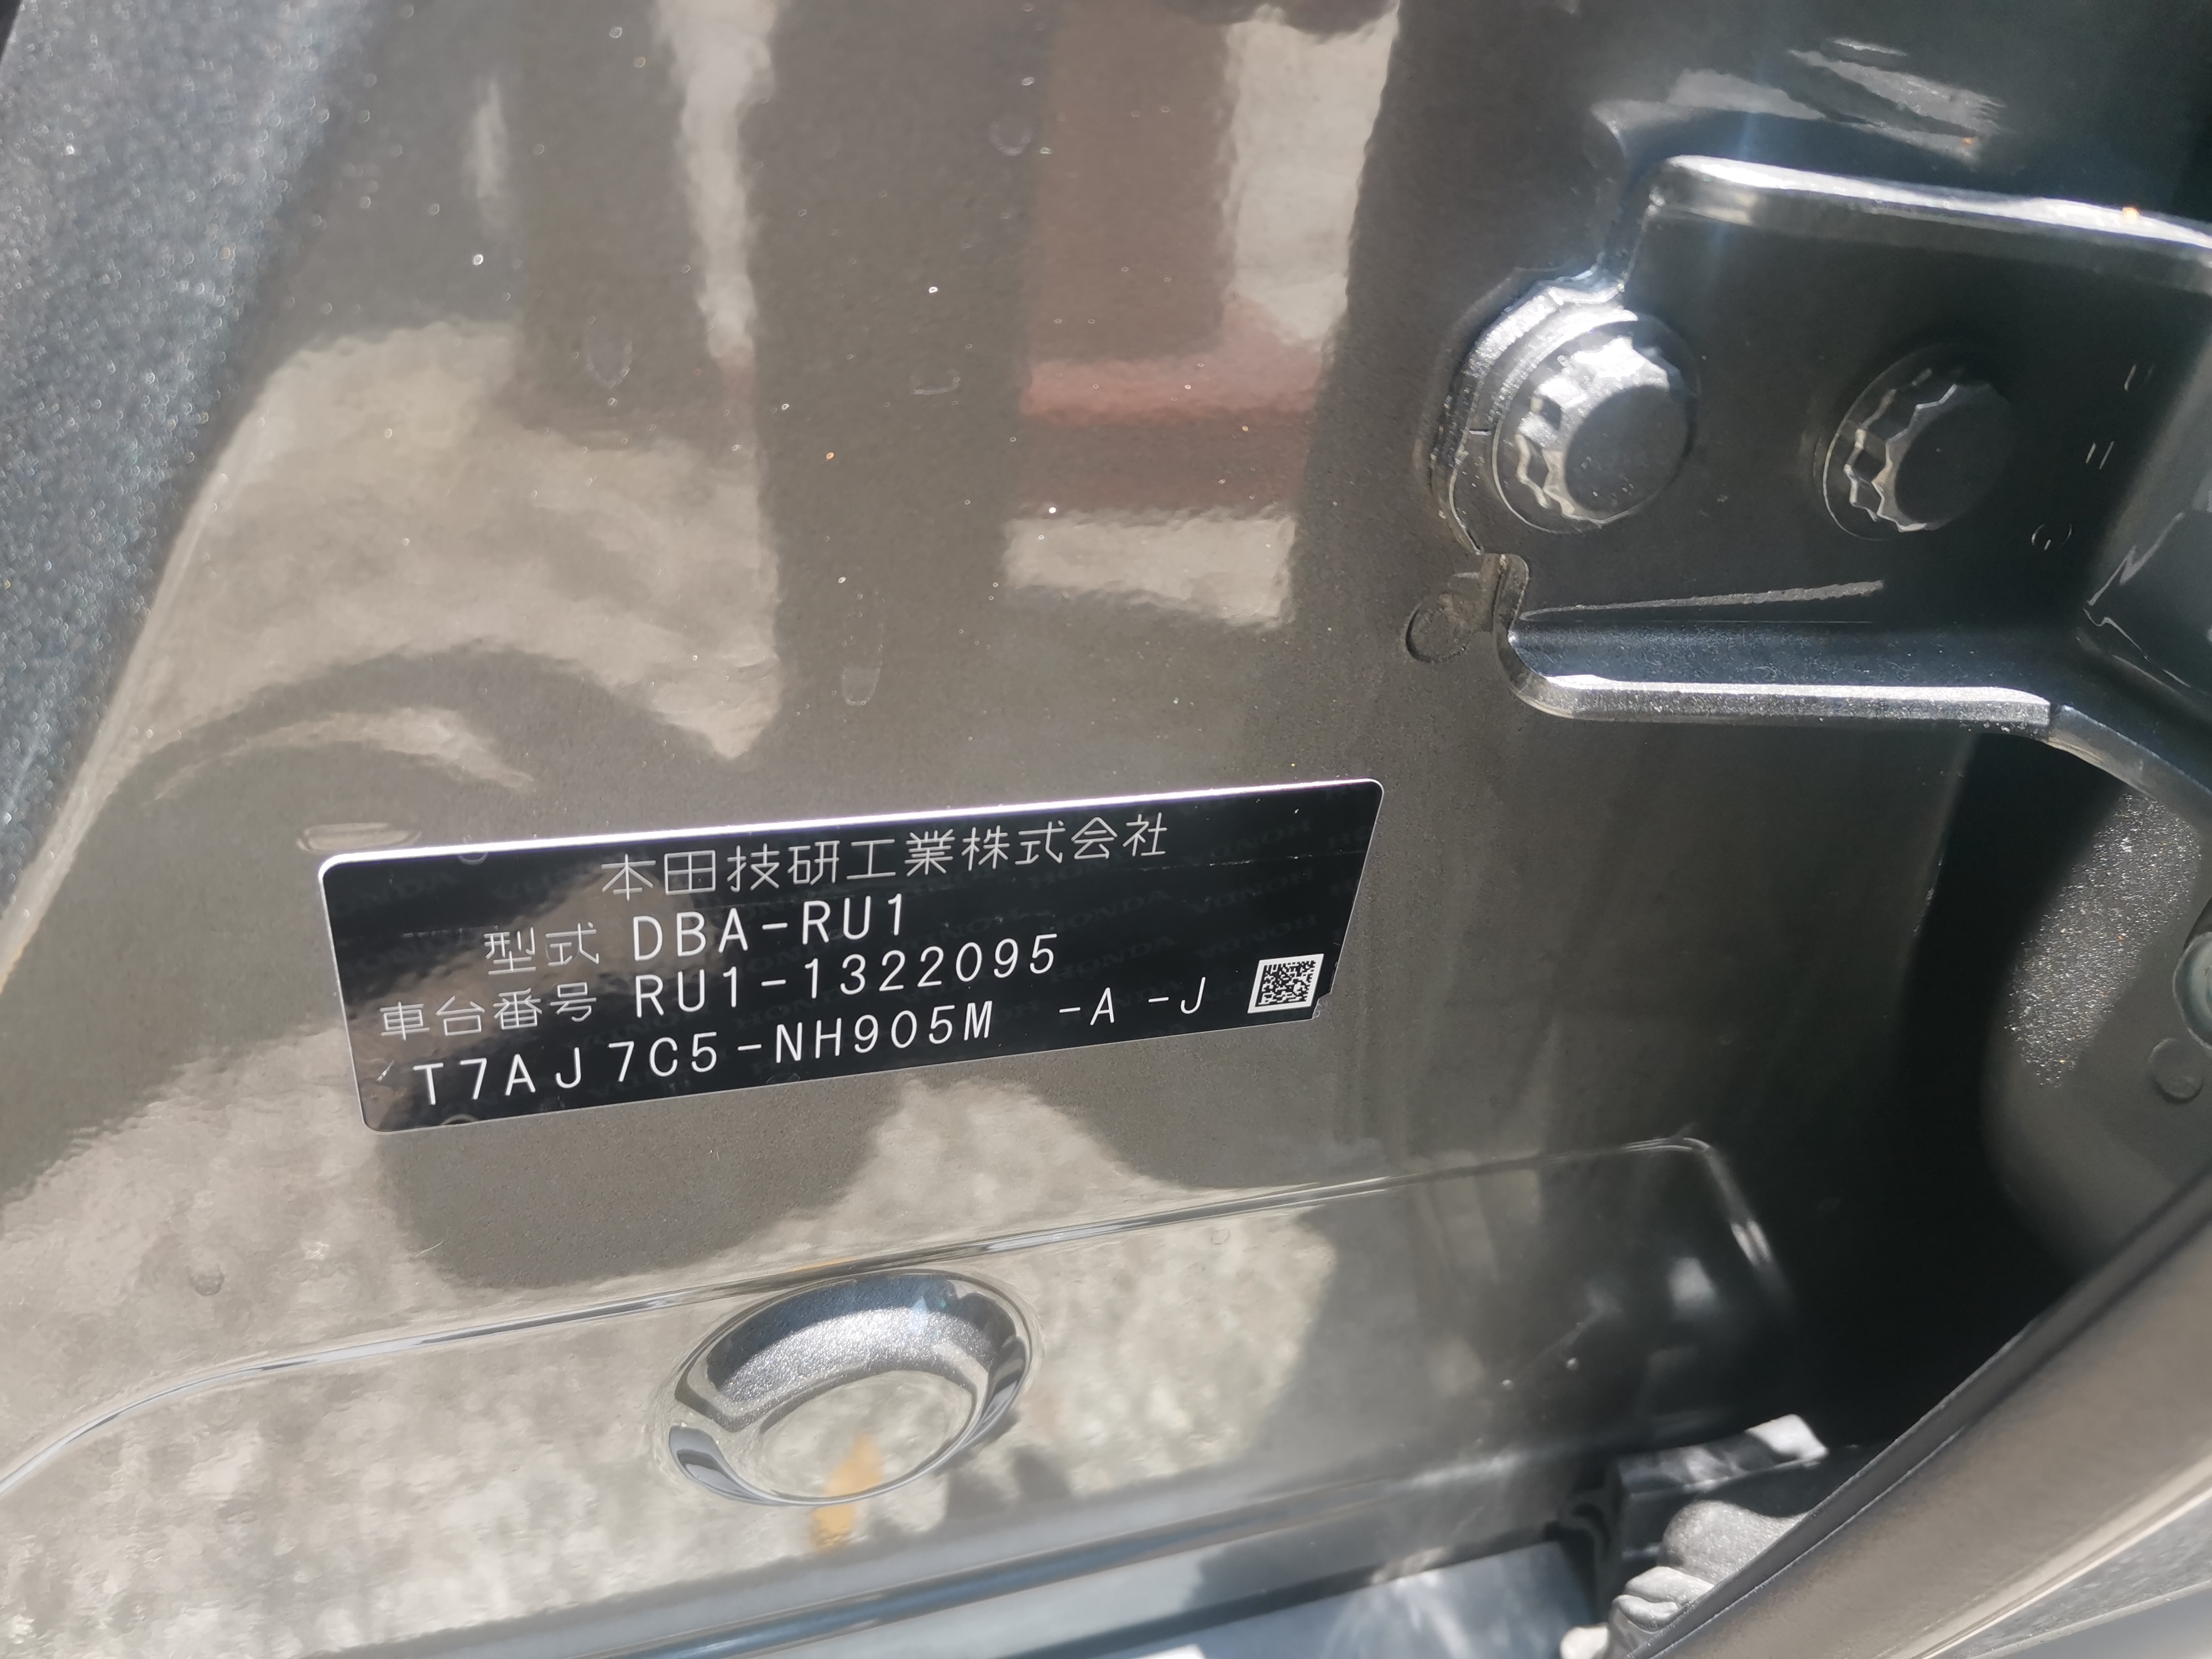 本田技研工業株式会社
型式 DBA-RU1
車台番号 RU1-1322095
T7AJ7C5-NH905M -A -J